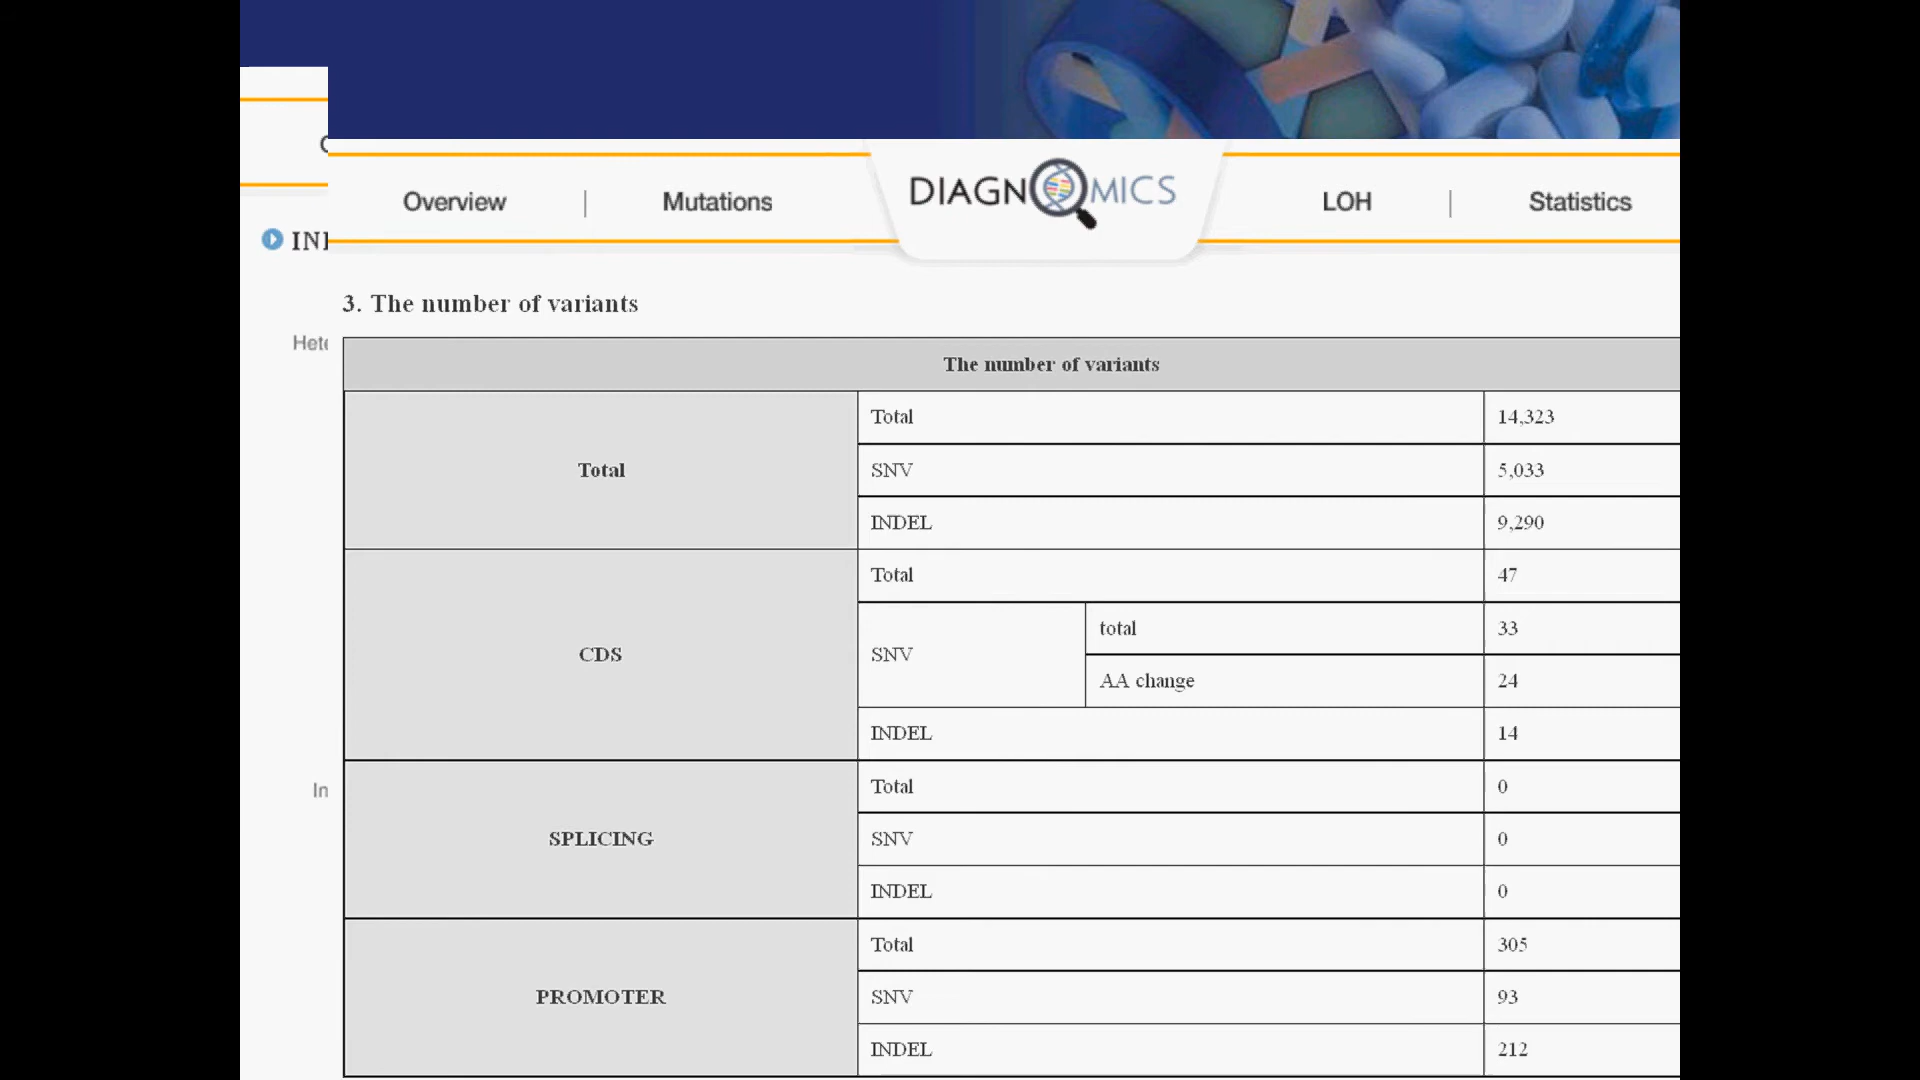 Overview | Mutations DIAGNOMICS LOH | Statistics
INI
3. The number of variants
Hete
The number of variants
Total
Total 14,323
SNV 5,033
INDEL 9,290
CDS
Total 47
SNV
total 33
AA change 24
INDEL 14
In
SPLICING
Total 0
SNV 0
INDEL 0
PROMOTER
Total 305
SNV 93
INDEL 212